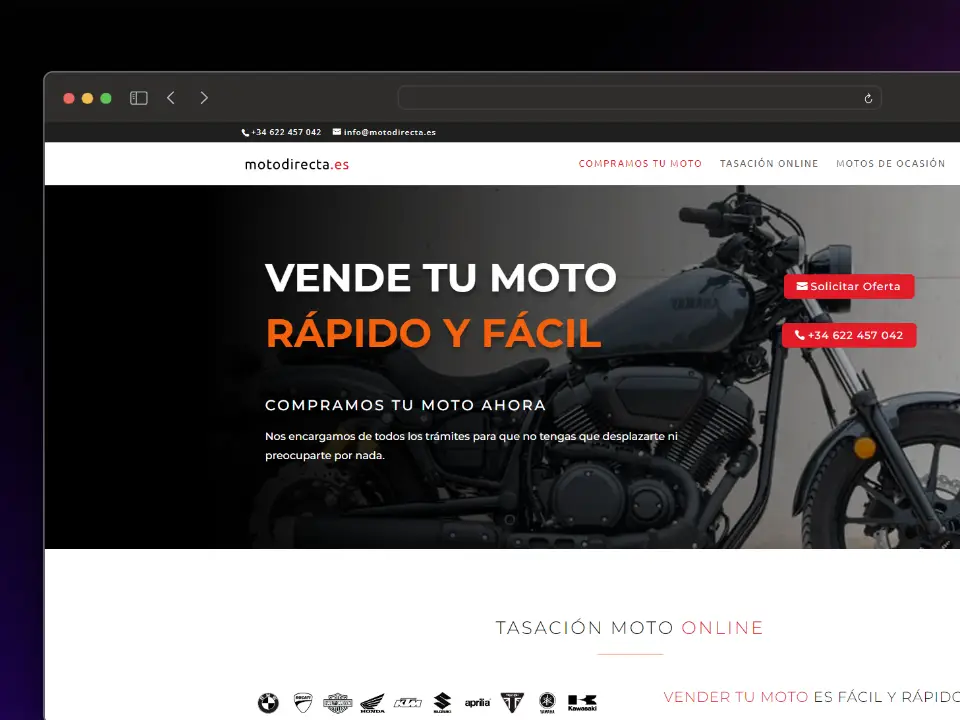 +34 622 457 042 info@motodirecta.es
motodirecta.es
COMPRAMOS TU MOTO TASACIÓN ONLINE MOTOS DE OCASIÓN
VENDE TU MOTO
RÁPIDO Y FÁCIL
YAMAHA
Solicitar Oferta
+34 622 457 042
COMPRAMOS TU MOTO AHORA
Nos encargamos de todos los trámites para que no tengas que desplazarte ni
preocuparte por nada.
TASACIÓN MOTO ONLINE
DUCATI
HONDA
KTM
SUZUKI
aprilia
TRIUMPH
YAMAHA
Kawasaki
VENDER TU MOTO ES FÁCIL Y RÁPIDO